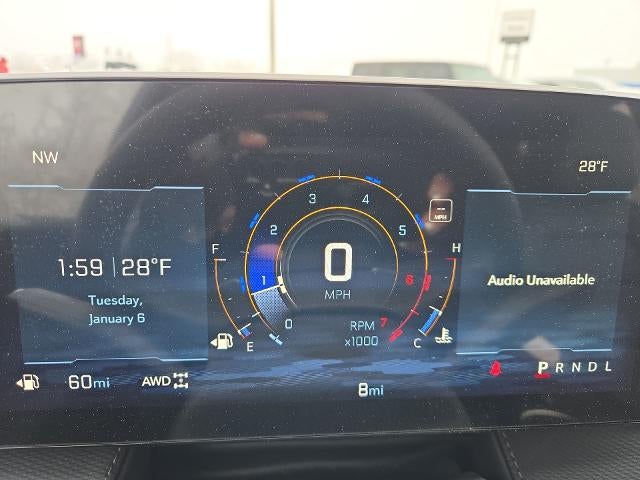 NW
28°F
3 4
2 5
-- MPH
F
H
1:59 | 28°F
0
1
6
Audio Unavailable
MPH
Tuesday,
January 6
0
RPM
x1000
7
E
C
60mi
AWD
8mi
P R N D L